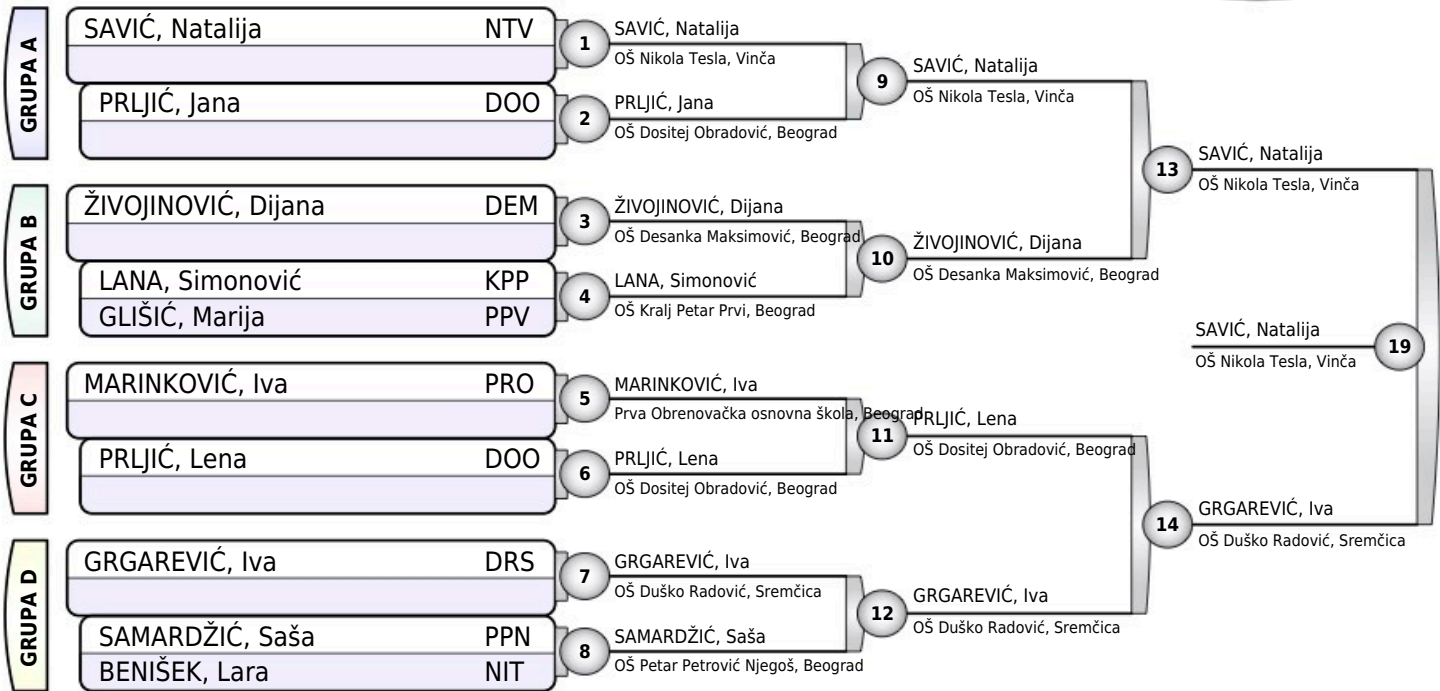 GRUPA A
SAVIĆ, Natalija NTV
PRLJIĆ, Jana DOO
GRUPA B
ŽIVOJINOVIĆ, Dijana DEM
LANA, Simonović KPP
GLIŠIĆ, Marija PPV
GRUPA C
MARINKOVIĆ, Iva PRO
PRLJIĆ, Lena DOO
GRUPA D
GRGAREVIĆ, Iva DRS
SAMARDŽIĆ, Saša PPN
BENIŠEK, Lara NIT
1
SAVIĆ, Natalija
OŠ Nikola Tesla, Vinča
2
PRLJIĆ, Jana
OŠ Dositej Obradović, Beograd
3
ŽIVOJINOVIĆ, Dijana
OŠ Desanka Maksimović, Beograd
4
LANA, Simonović
OŠ Kralj Petar Prvi, Beograd
5
MARINKOVIĆ, Iva
Prva Obrenovačka osnovna škola, Beograd
6
PRLJIĆ, Lena
OŠ Dositej Obradović, Beograd
7
GRGAREVIĆ, Iva
OŠ Duško Radović, Sremčica
8
SAMARDŽIĆ, Saša
OŠ Petar Petrović Njegoš, Beograd
9
SAVIĆ, Natalija
OŠ Nikola Tesla, Vinča
10
ŽIVOJINOVIĆ, Dijana
OŠ Desanka Maksimović, Beograd
11
PRLJIĆ, Lena
OŠ Dositej Obradović, Beograd
12
GRGAREVIĆ, Iva
OŠ Duško Radović, Sremčica
13
SAVIĆ, Natalija
OŠ Nikola Tesla, Vinča
14
GRGAREVIĆ, Iva
OŠ Duško Radović, Sremčica
SAVIĆ, Natalija
OŠ Nikola Tesla, Vinča
19